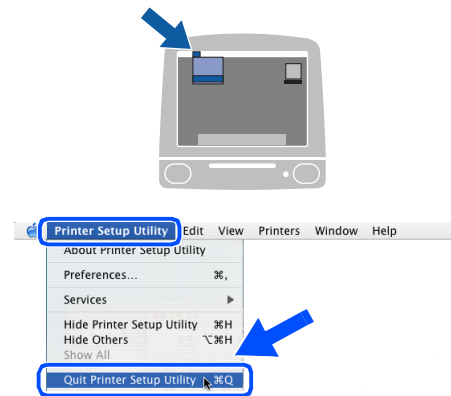 Printer Setup Utility Edit View Printers Window Help
About Printer Setup Utility
Preferences... ⌘,
Services ▶
Hide Printer Setup Utility ⌘H
Hide Others ⌥⌘H
Show All
Quit Printer Setup Utility ⌘Q